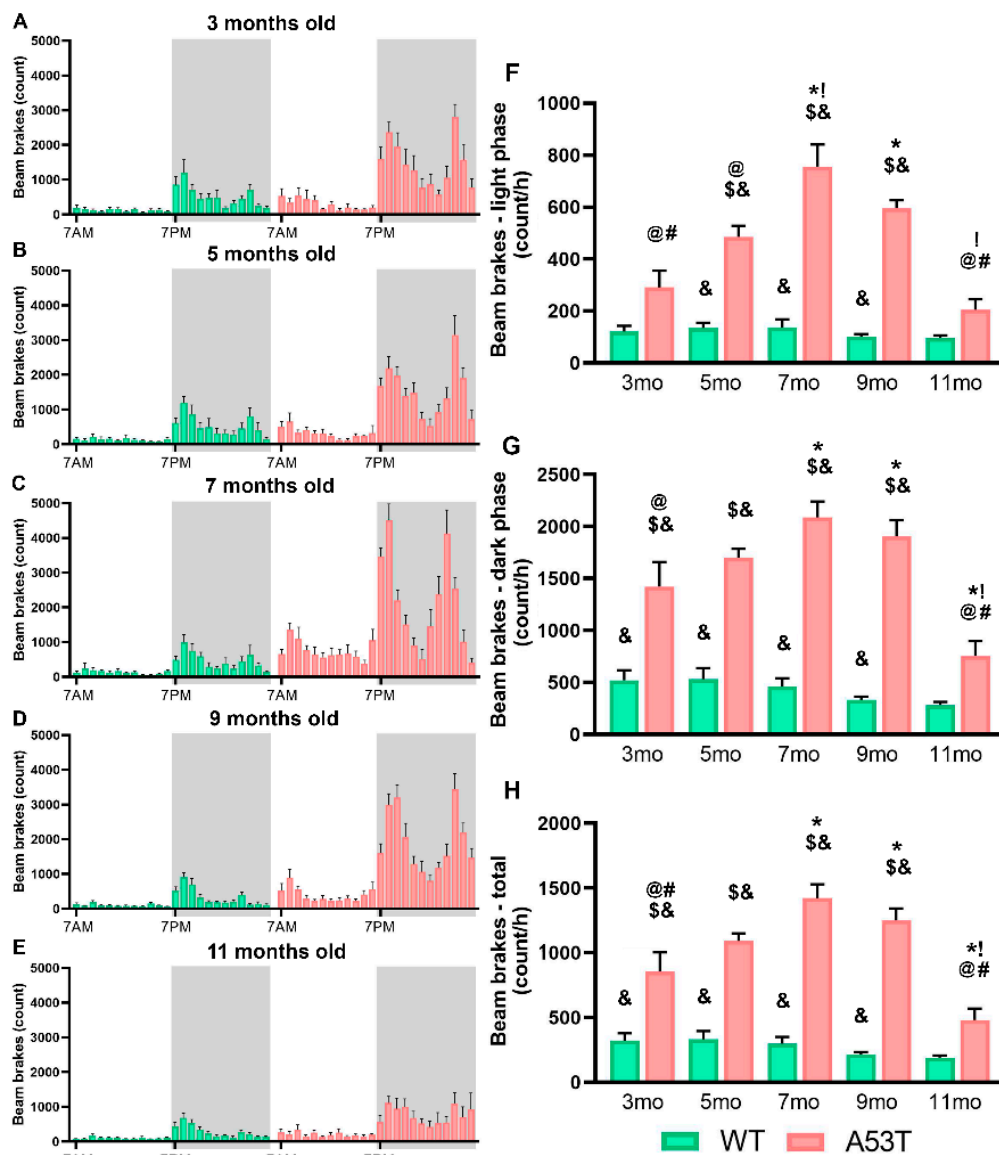 A
3 months old
Beam brakes (count)
5000
4000
3000
2000
1000
0
7AM
7PM
7AM
7PM
B
5 months old
Beam brakes (count)
5000
4000
3000
2000
1000
0
7AM
7PM
7AM
7PM
C
7 months old
Beam brakes (count)
5000
4000
3000
2000
1000
0
7AM
7PM
7AM
7PM
D
9 months old
Beam brakes (count)
5000
4000
3000
2000
1000
0
7AM
7PM
7AM
7PM
E
11 months old
Beam brakes (count)
5000
4000
3000
2000
1000
0
F
Beam brakes - light phase
(count/h)
1000
800
600
400
200
0
@#
&
@
$&
&
*!
$&
&
*
$&
!
@#
3mo
5mo
7mo
9mo
11mo
G
Beam brakes - dark phase
(count/h)
2500
2000
1500
1000
500
0
&
@
$&
&
$&
&
*
$&
&
*
$&
*!
@#
3mo
5mo
7mo
9mo
11mo
H
Beam brakes - total
(count/h)
2000
1500
1000
500
0
&
@#
$&
&
$&
&
*
$&
&
*
$&
*!
@#
3mo
5mo
7mo
9mo
11mo
WT
A53T